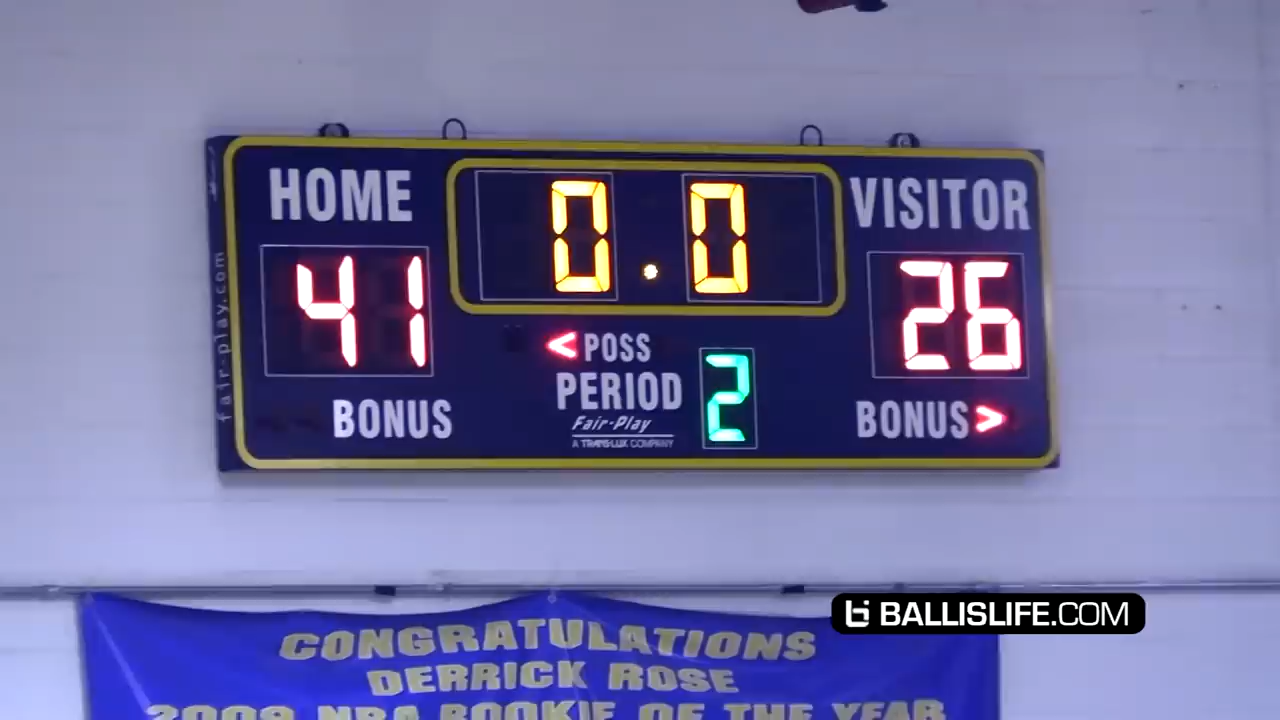 HOME
0.0
VISITOR
41
26
fair-play.com
< POSS
PERIOD 2
BONUS
BONUS >
Fair-Play
A TRANS-LUX COMPANY
BALLISLIFE.COM
CONGRATULATIONS
DERRICK ROSE
2009 NBA ROOKIE OF THE YEAR